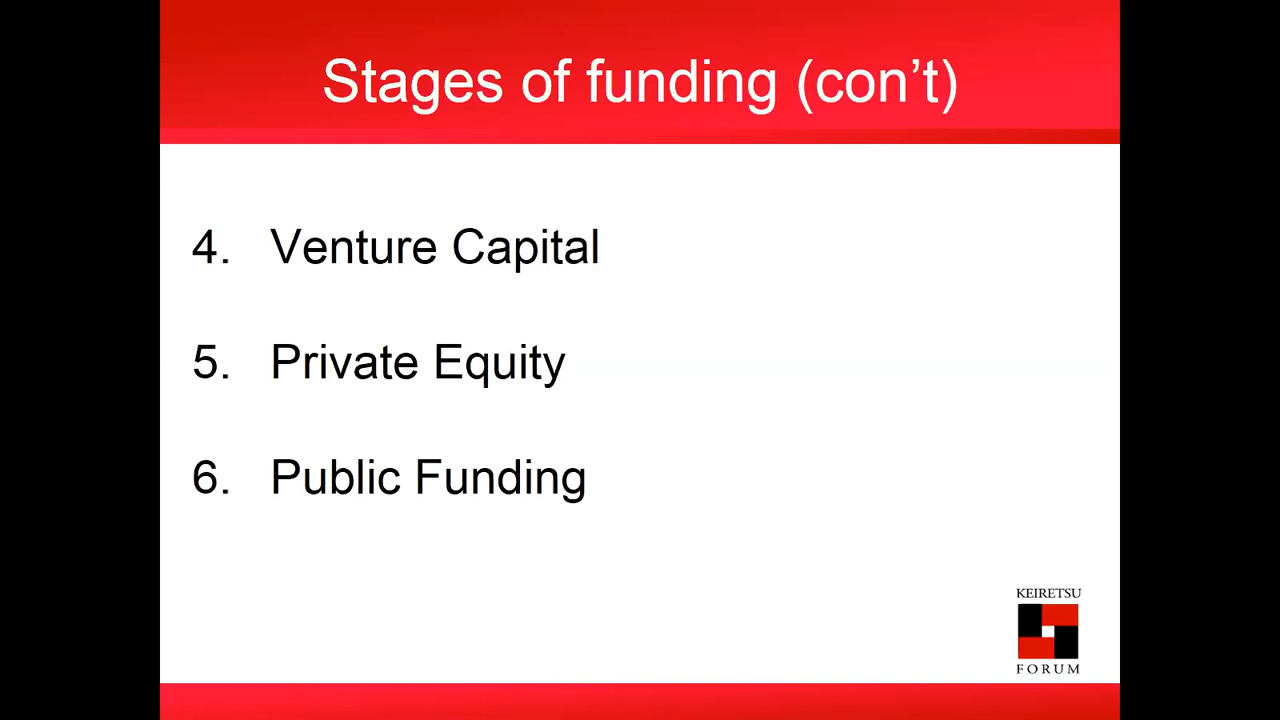 Stages of funding (con’t)
4. Venture Capital
5. Private Equity
6. Public Funding
KEIRETSU
FORUM